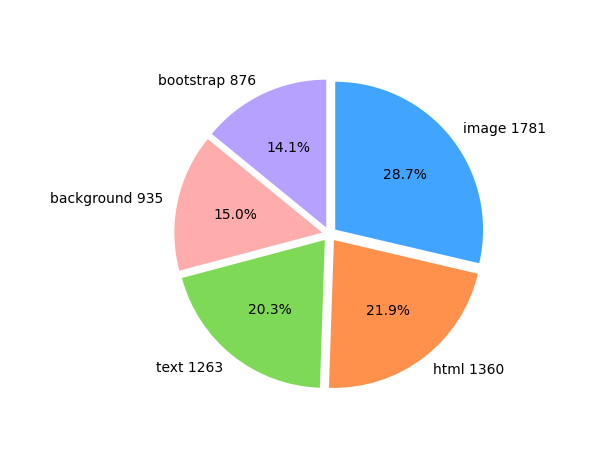 bootstrap 876
image 1781
14.1%
28.7%
background 935
15.0%
20.3%
21.9%
text 1263
html 1360